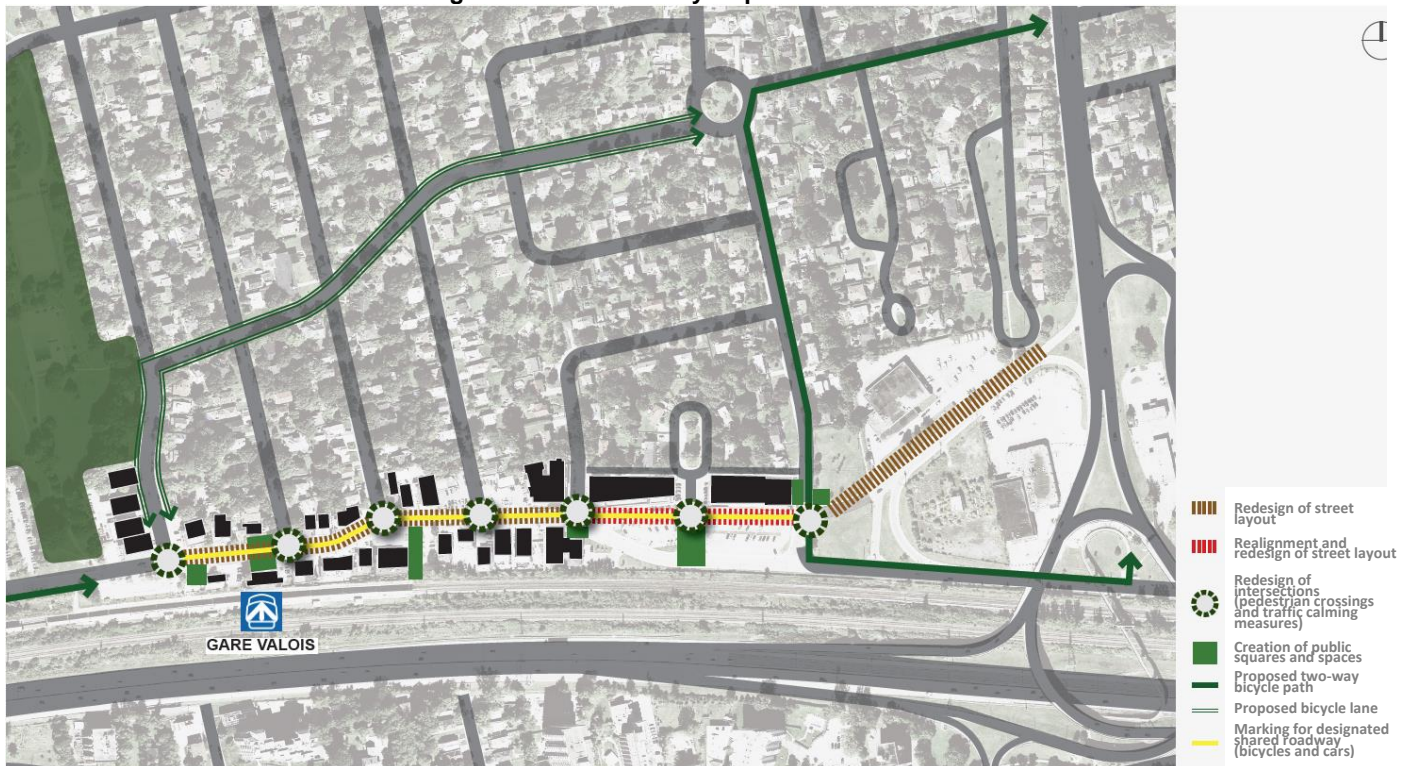 GARE VALOIS
Redesign of street
layout
Realignment and
redesign of street layout
Redesign of
intersections
(pedestrian crossings
and traffic calming
measures)
Creation of public
squares and spaces
Proposed two-way
bicycle path
Proposed bicycle lane
Marking for designated
shared roadway
(bicycles and cars)